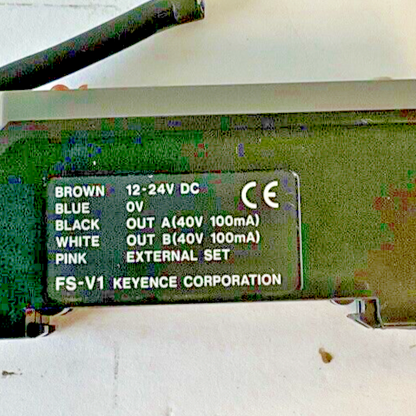 BROWN 12-24V DC CE
BLUE 0V
BLACK OUT A(40V 100mA)
WHITE OUT B(40V 100mA)
PINK EXTERNAL SET
FS-V1 KEYENCE CORPORATION